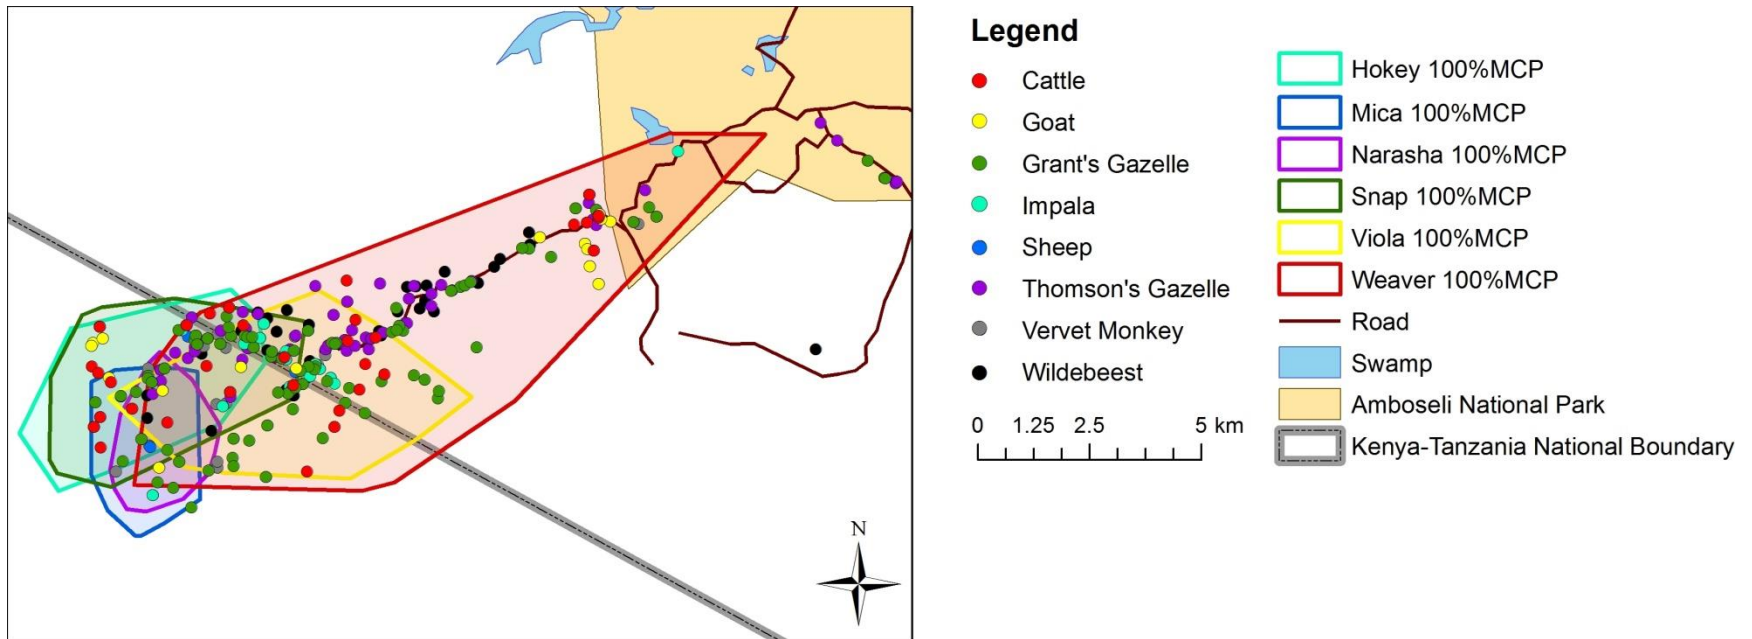 Legend
Cattle
Goat
Grant's Gazelle
Impala
Sheep
Thomson's Gazelle
Vervet Monkey
Wildebeest
0 1.25 2.5 5 km
Hokey 100%MCP
Mica 100%MCP
Narasha 100%MCP
Snap 100%MCP
Viola 100%MCP
Weaver 100%MCP
Road
Swamp
Amboseli National Park
Kenya-Tanzania National Boundary
N